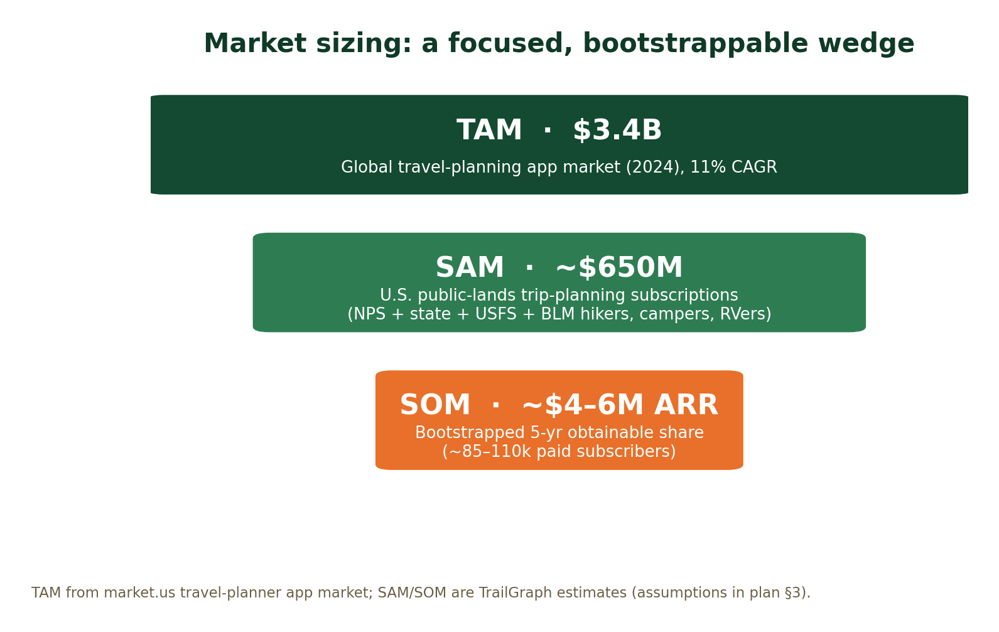 Market sizing: a focused, bootstrappable wedge
TAM · $3.4B
Global travel-planning app market (2024), 11% CAGR
SAM · ~$650M
U.S. public-lands trip-planning subscriptions
(NPS + state + USFS + BLM hikers, campers, RVers)
SOM · ~$4–6M ARR
Bootstrapped 5-yr obtainable share
(~85–110k paid subscribers)
TAM from market.us travel-planner app market; SAM/SOM are TrailGraph estimates (assumptions in plan §3).